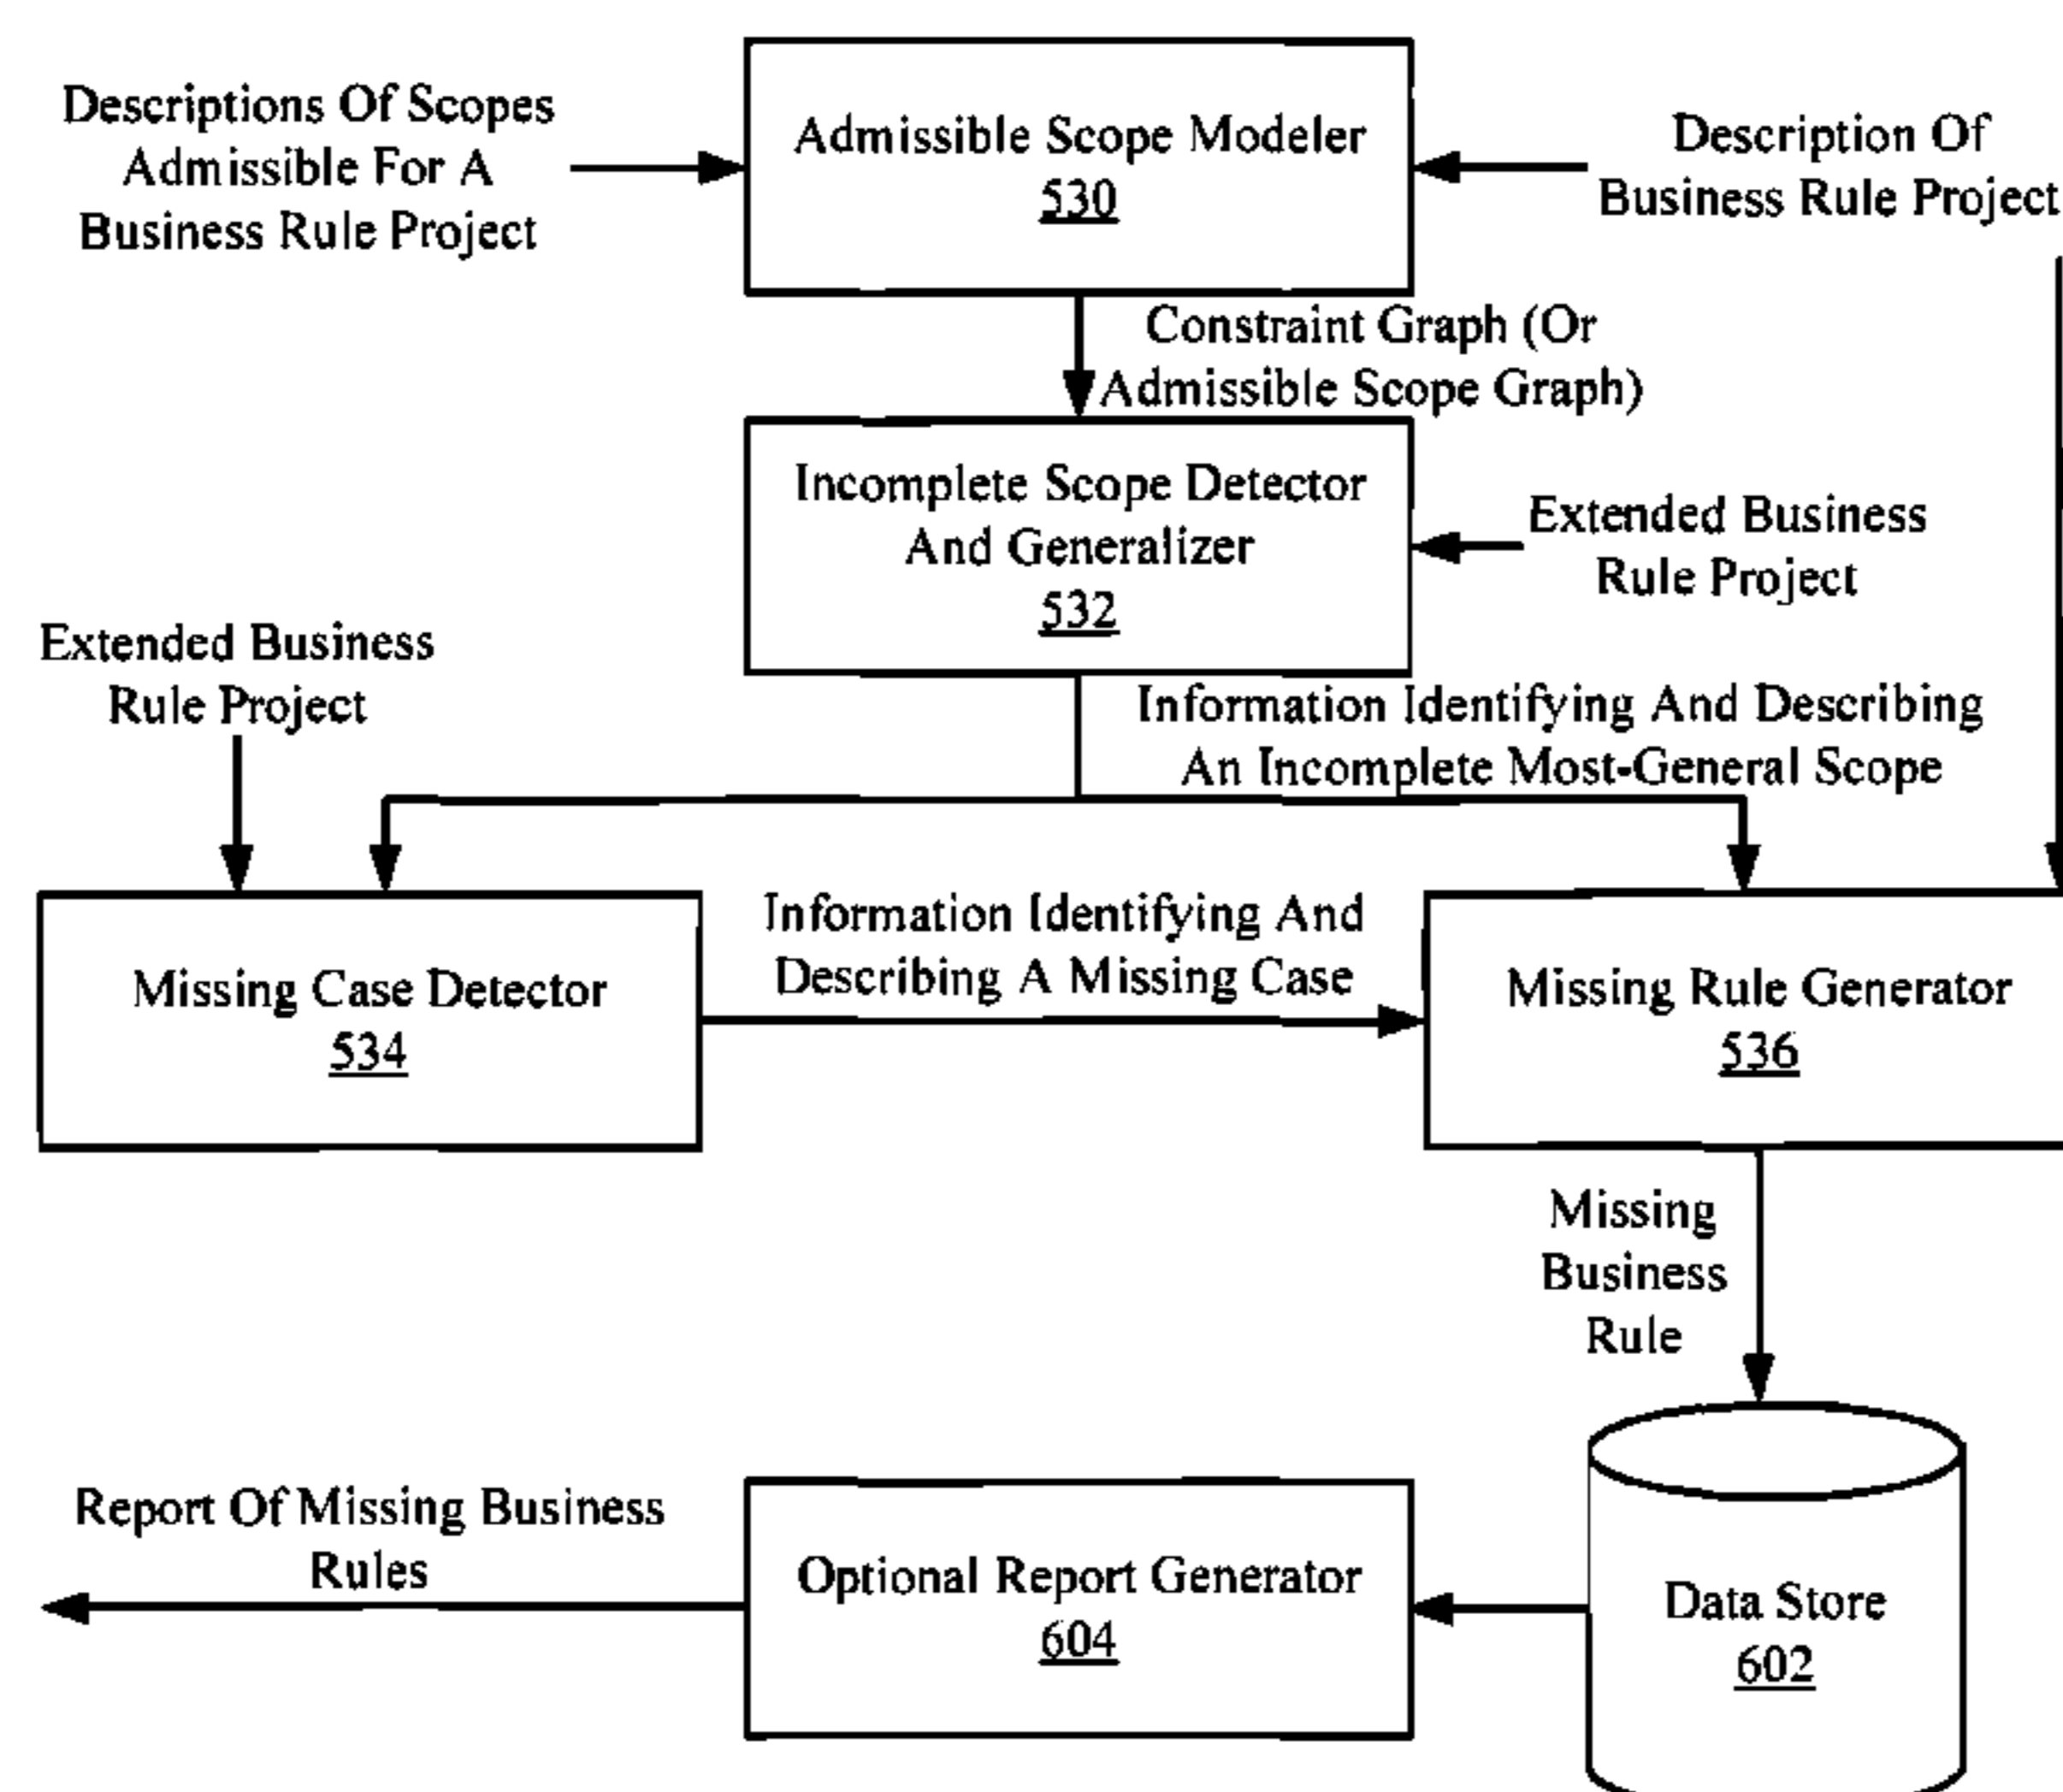 Descriptions Of Scopes
Admissible For A
Business Rule Project
Admissible Scope Modeler
530
Description Of
Business Rule Project
Constraint Graph (Or
Admissible Scope Graph)
Incomplete Scope Detector
And Generalizer
532
Extended Business
Rule Project
Extended Business
Rule Project
Information Identifying And Describing
An Incomplete Most-General Scope
Missing Case Detector
534
Information Identifying And
Describing A Missing Case
Missing Rule Generator
536
Missing
Business
Rule
Report Of Missing Business
Rules
Optional Report Generator
604
Data Store
602